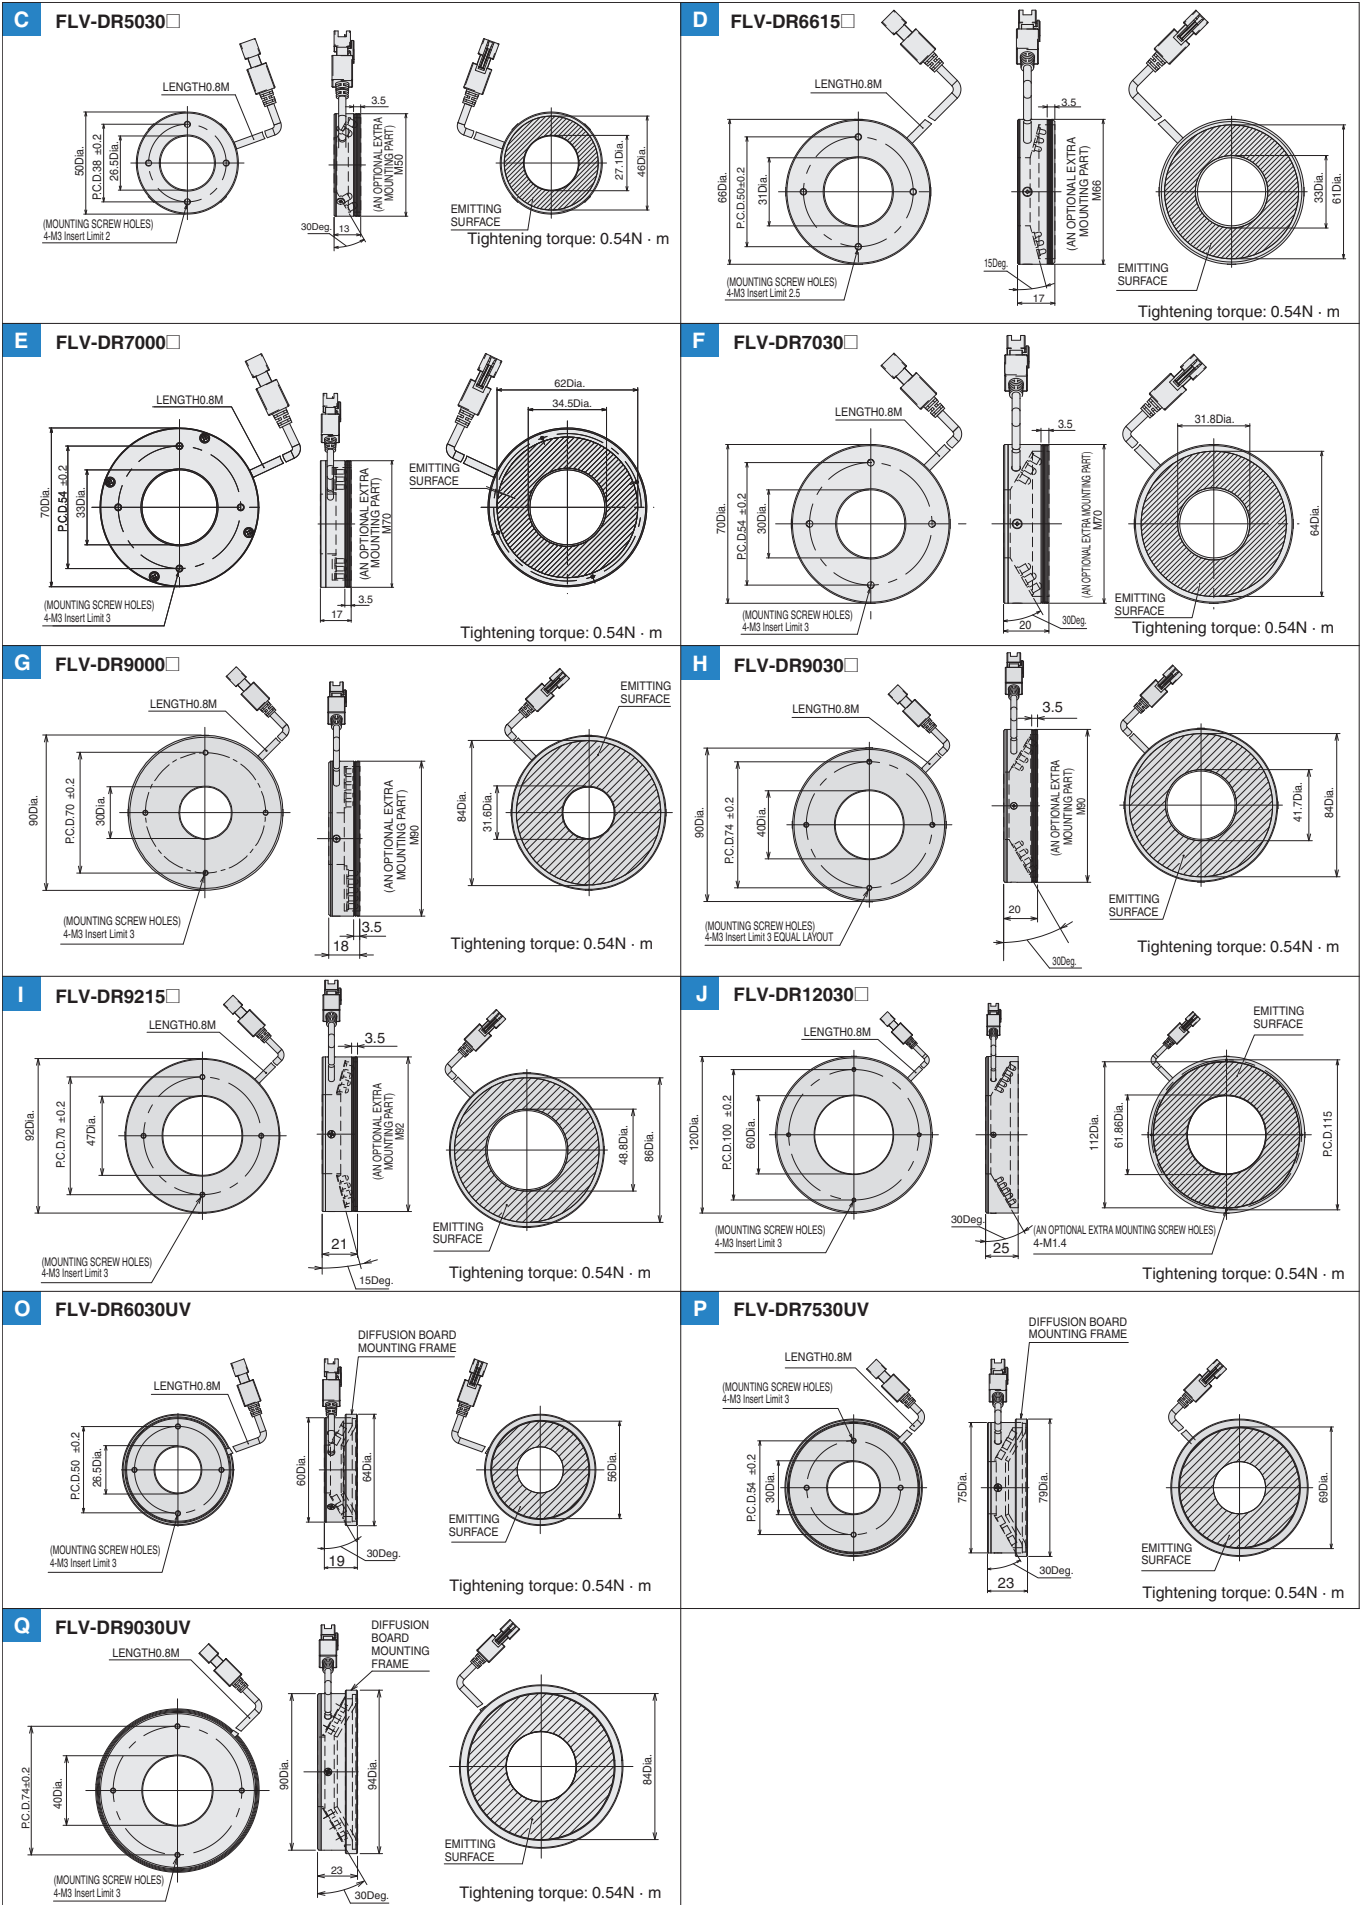 C FLV-DR5030□
LENGTH0.8M
3.5
50Dia.
P.C.D.38 ±0.2
26.5Dia.
(AN OPTIONAL EXTRA
MOUNTING PART)
M50
27.1Dia.
46Dia.
(MOUNTING SCREW HOLES)
4-M3 Insert Limit 2
30Deg.
13
EMITTING
SURFACE
Tightening torque: 0.54N · m
D FLV-DR6615□
LENGTH0.8M
3.5
66Dia.
P.C.D.50±0.2
31Dia.
(AN OPTIONAL EXTRA
MOUNTING PART)
M66
33Dia.
61Dia.
(MOUNTING SCREW HOLES)
4-M3 Insert Limit 2.5
15Deg.
17
EMITTING
SURFACE
Tightening torque: 0.54N · m
E FLV-DR7000□
LENGTH0.8M
62Dia.
34.5Dia.
70Dia.
P.C.D.54 ±0.2
33Dia.
(AN OPTIONAL EXTRA
MOUNTING PART)
M70
EMITTING
SURFACE
(MOUNTING SCREW HOLES)
4-M3 Insert Limit 3
3.5
17
Tightening torque: 0.54N · m
F FLV-DR7030□
LENGTH0.8M
3.5
31.8Dia.
70Dia.
P.C.D.54 ±0.2
30Dia.
(AN OPTIONAL EXTRA MOUNTING PART)
M70
64Dia.
(MOUNTING SCREW HOLES)
4-M3 Insert Limit 3
20
30Deg.
EMITTING
SURFACE
Tightening torque: 0.54N · m
G FLV-DR9000□
LENGTH0.8M
EMITTING
SURFACE
90Dia.
P.C.D.70 ±0.2
30Dia.
(AN OPTIONAL EXTRA
MOUNTING PART)
M90
84Dia.
31.6Dia.
(MOUNTING SCREW HOLES)
4-M3 Insert Limit 3
3.5
18
Tightening torque: 0.54N · m
H FLV-DR9030□
LENGTH0.8M
3.5
90Dia.
P.C.D.74 ±0.2
40Dia.
(AN OPTIONAL EXTRA
MOUNTING PART)
M90
41.7Dia.
84Dia.
(MOUNTING SCREW HOLES)
4-M3 Insert Limit 3 EQUAL LAYOUT
20
30Deg.
EMITTING
SURFACE
Tightening torque: 0.54N · m
I FLV-DR9215□
LENGTH0.8M
3.5
92Dia.
P.C.D.70 ±0.2
47Dia.
(AN OPTIONAL EXTRA
MOUNTING PART)
M92
48.8Dia.
86Dia.
(MOUNTING SCREW HOLES)
4-M3 Insert Limit 3
21
15Deg.
EMITTING
SURFACE
Tightening torque: 0.54N · m
J FLV-DR12030□
LENGTH0.8M
EMITTING
SURFACE
120Dia.
P.C.D.100 ±0.2
60Dia.
112Dia.
61.86Dia.
P.C.D.115
(MOUNTING SCREW HOLES)
4-M3 Insert Limit 3
30Deg.
25
(AN OPTIONAL EXTRA MOUNTING SCREW HOLES)
4-M1.4
Tightening torque: 0.54N · m
O FLV-DR6030UV
DIFFUSION BOARD
MOUNTING FRAME
LENGTH0.8M
P.C.D.50 ±0.2
26.5Dia.
60Dia.
64Dia.
56Dia.
(MOUNTING SCREW HOLES)
4-M3 Insert Limit 3
19
30Deg.
EMITTING
SURFACE
Tightening torque: 0.54N · m
P FLV-DR7530UV
DIFFUSION BOARD
MOUNTING FRAME
LENGTH0.8M
(MOUNTING SCREW HOLES)
4-M3 Insert Limit 3
P.C.D.54 ±0.2
30Dia.
75Dia.
79Dia.
69Dia.
23
30Deg.
EMITTING
SURFACE
Tightening torque: 0.54N · m
Q FLV-DR9030UV
DIFFUSION
BOARD
MOUNTING
FRAME
LENGTH0.8M
P.C.D.74±0.2
40Dia.
90Dia.
94Dia.
84Dia.
(MOUNTING SCREW HOLES)
4-M3 Insert Limit 3
23
30Deg.
EMITTING
SURFACE
Tightening torque: 0.54N · m